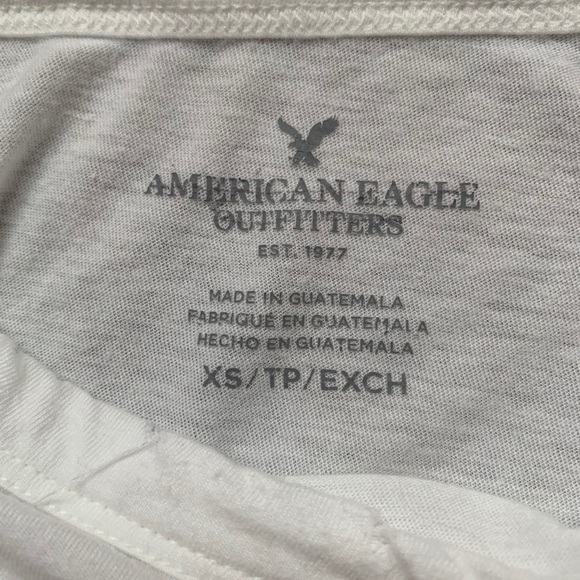 AMERICAN EAGLE
OUTFITTERS
EST. 1977
MADE IN GUATEMALA
FABRIQUÉ EN GUATEMALA
HECHO EN GUATEMALA
XS/TP/EXCH